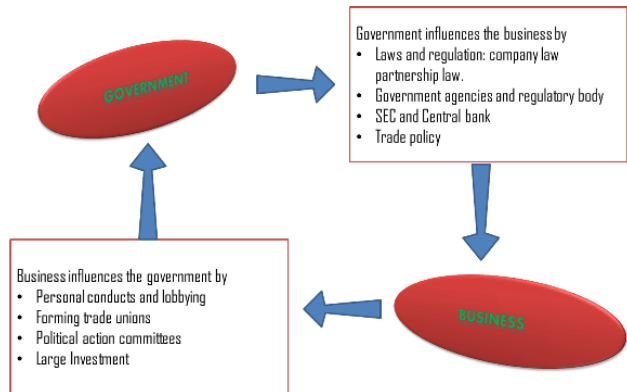 GOVERNMENT
Government influences the business by
• Laws and regulation: company law
partnership law.
• Government agencies and regulatory body
• SEC and Central bank
• Trade policy
Business influences the government by
• Personal conducts and lobbying
• Forming trade unions
• Political action committees
• Large Investment
BUSINESS